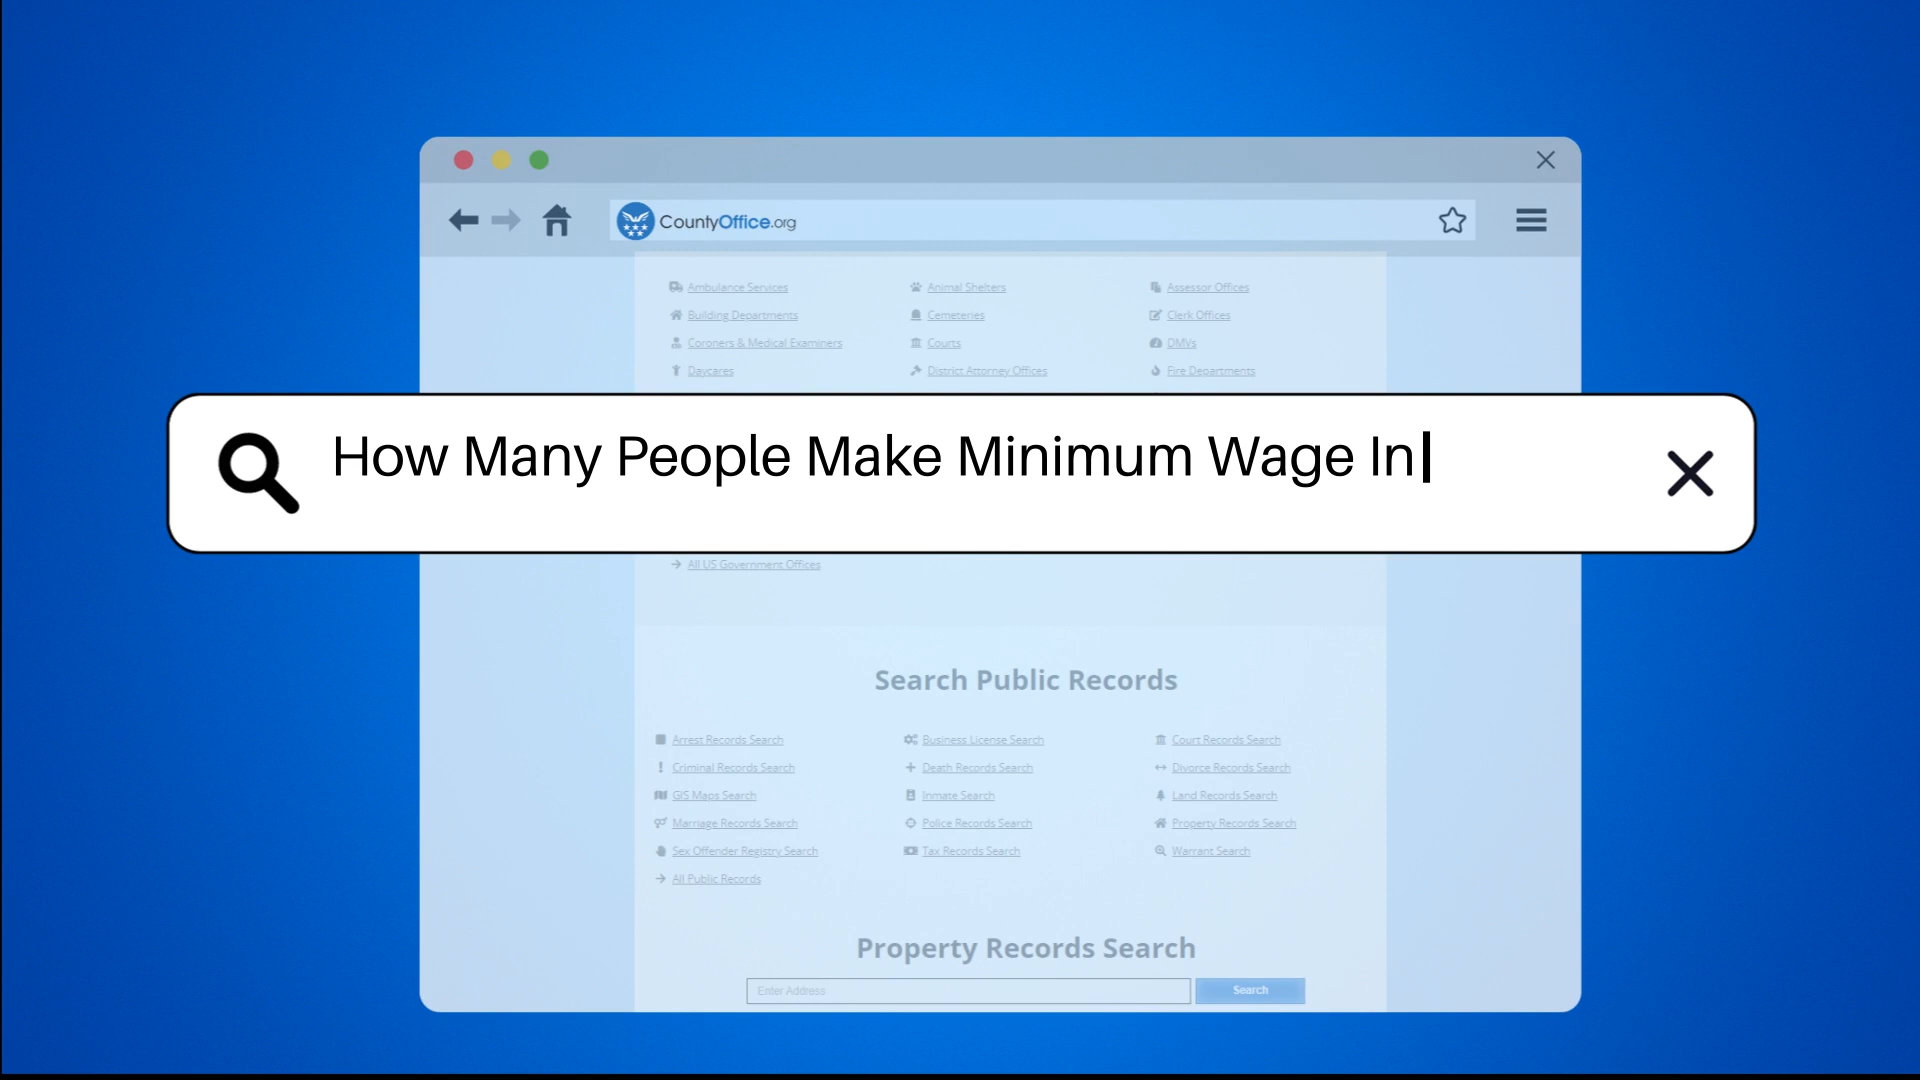 CountyOffice.org
Ambulance Services Animal Shelters Assessor Offices
Building Departments Cemeteries Clerk Offices
Coroners & Medical Examiners Courts DMVs
Daycares District Attorney Offices Fire Departments
How Many People Make Minimum Wage In
All US Government Offices
Search Public Records
Arrest Records Search Business License Search Court Records Search
Criminal Records Search Death Records Search Divorce Records Search
GIS Maps Search Inmate Search Land Records Search
Marriage Records Search Police Records Search Property Records Search
Sex Offender Registry Search Tax Records Search Warrant Search
All Public Records
Property Records Search
Enter Address Search